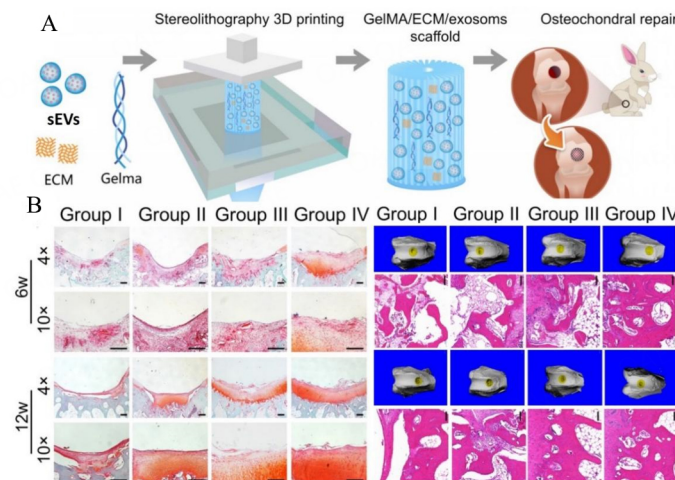 A
Stereolithography 3D printing
GelMA/ECM/exosoms
scaffold
Osteochondral repair
sEVs
ECM
Gelma
B
Group I Group II Group III Group IV Group I Group II Group III Group IV
6w
4×
10×
12w
4×
10×